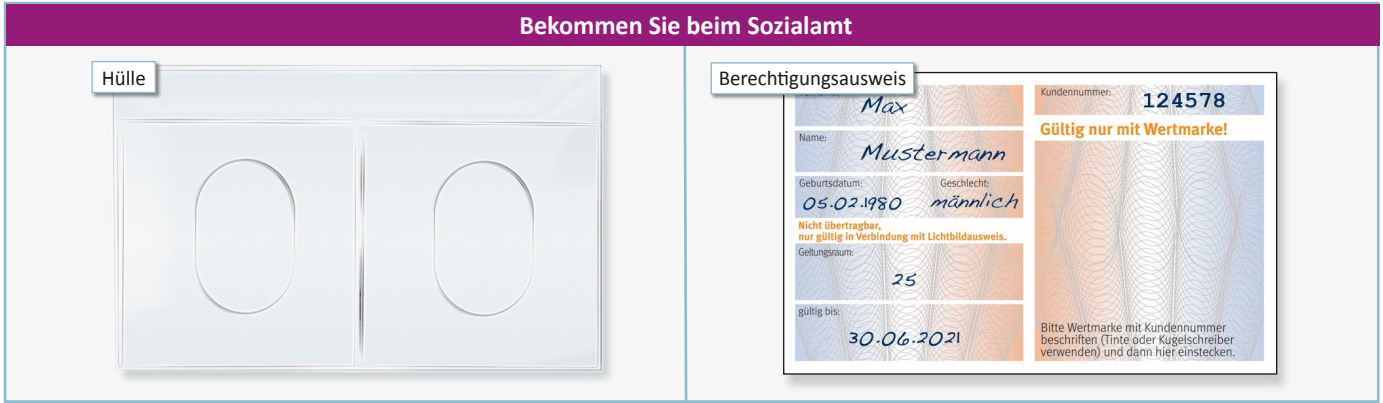 Bekommen Sie beim Sozialamt
Hülle
Berechtigungsausweis
Max
Name:
Mustermann
Geburtsdatum: Geschlecht:
05.02.1980 männlich
Nicht übertragbar,
nur gültig in Verbindung mit Lichtbildausweis.
Geltungsraum:
25
gültig bis:
30.06.2021
Kundennummer: 124578
Gültig nur mit Wertmarke!
Bitte Wertmarke mit Kundennummer
beschriften (Tinte oder Kugelschreiber
verwenden) und dann hier einstecken.